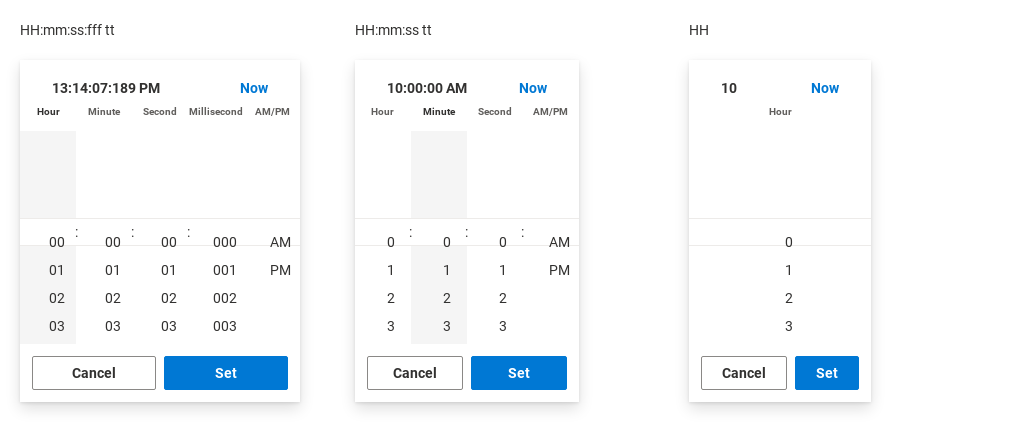 HH:mm:ss:fff tt
13:14:07:189 PM Now
Hour Minute Second Millisecond AM/PM
: : :
00 00 00 000 AM
01 01 01 001 PM
02 02 02 002
03 03 03 003
Cancel Set
HH:mm:ss tt
10:00:00 AM Now
Hour Minute Second AM/PM
: : :
0 0 0 AM
1 1 1 PM
2 2 2
3 3 3
Cancel Set
HH
10 Now
Hour
0
1
2
3
Cancel Set